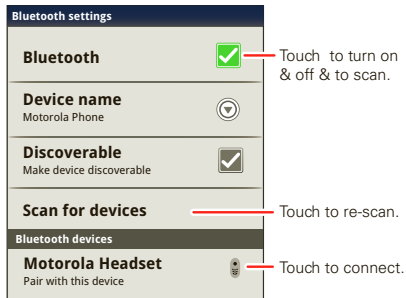 Bluetooth settings
Bluetooth
Touch to turn on
& off & to scan.
Device name
Motorola Phone
Discoverable
Make device discoverable
Scan for devices
Touch to re-scan.
Bluetooth devices
Motorola Headset
Pair with this device
Touch to connect.